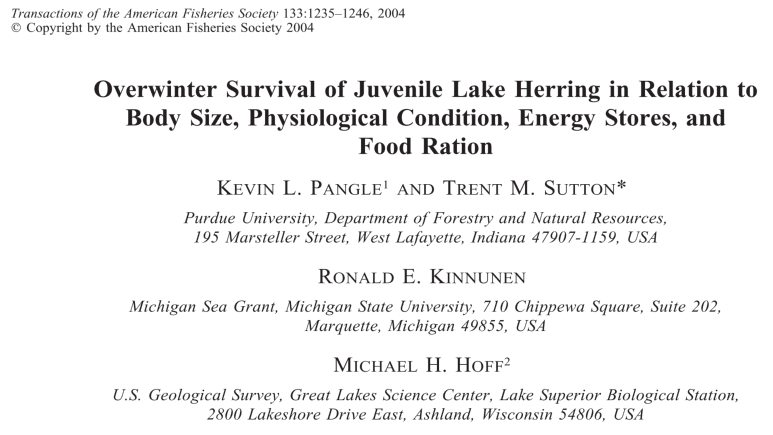 Transactions of the American Fisheries Society 133:1235–1246, 2004
© Copyright by the American Fisheries Society 2004
Overwinter Survival of Juvenile Lake Herring in Relation to
Body Size, Physiological Condition, Energy Stores, and
Food Ration
KEVIN L. PANGLE¹ AND TRENT M. SUTTON*
Purdue University, Department of Forestry and Natural Resources,
195 Marsteller Street, West Lafayette, Indiana 47907-1159, USA
RONALD E. KINNUNEN
Michigan Sea Grant, Michigan State University, 710 Chippewa Square, Suite 202,
Marquette, Michigan 49855, USA
MICHAEL H. HOFF²
U.S. Geological Survey, Great Lakes Science Center, Lake Superior Biological Station,
2800 Lakeshore Drive East, Ashland, Wisconsin 54806, USA